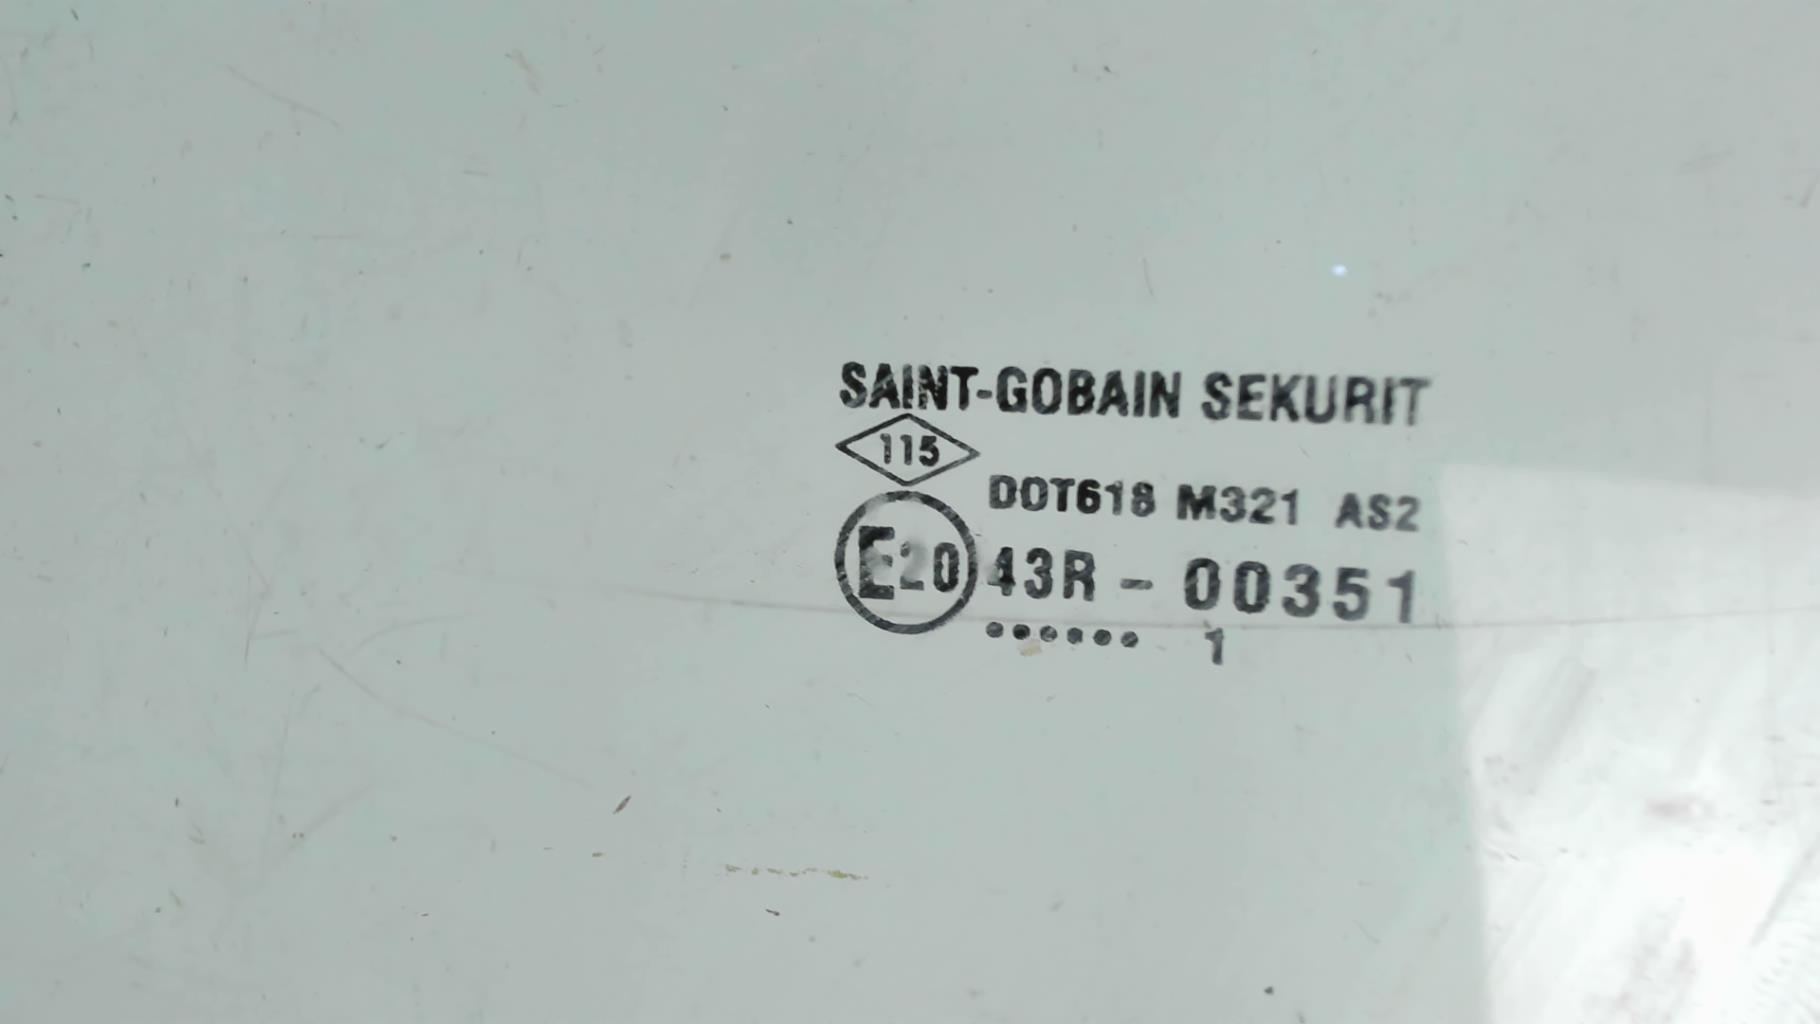 SAINT-GOBAIN SEKURIT
115
DOT618 M321 AS2
E20 43R - 00351
...... 1